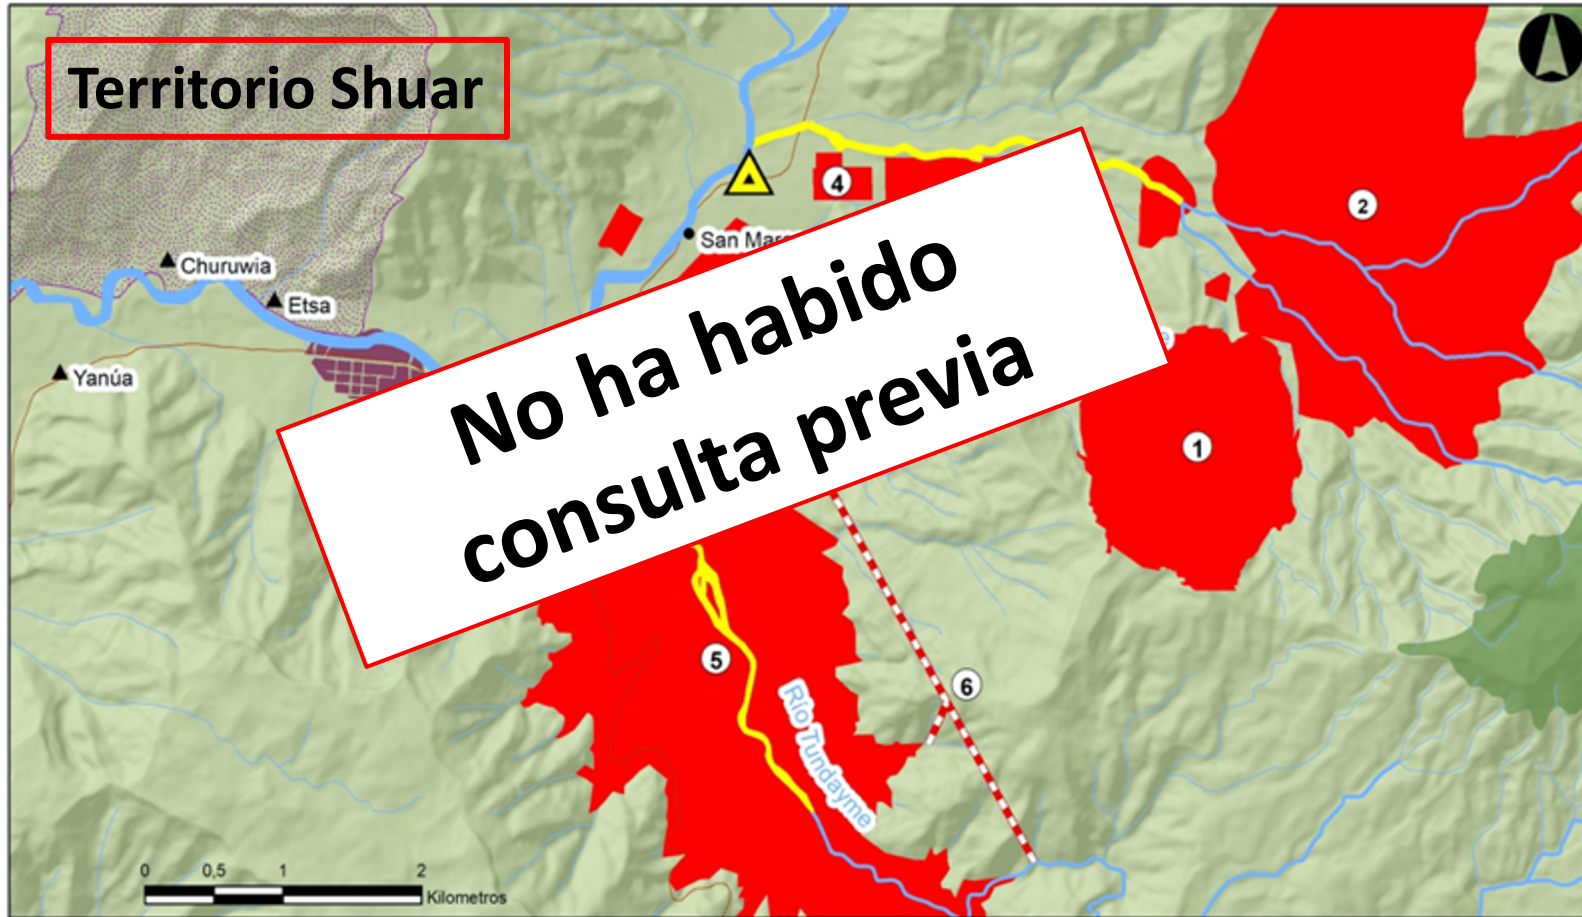 Territorio Shuar
4
2
San Marc
Churuwia
Etsa
Yanúa
No ha habido
consulta previa
1
5
6
Río Tundayme
0 0,5 1 2
Kilometros